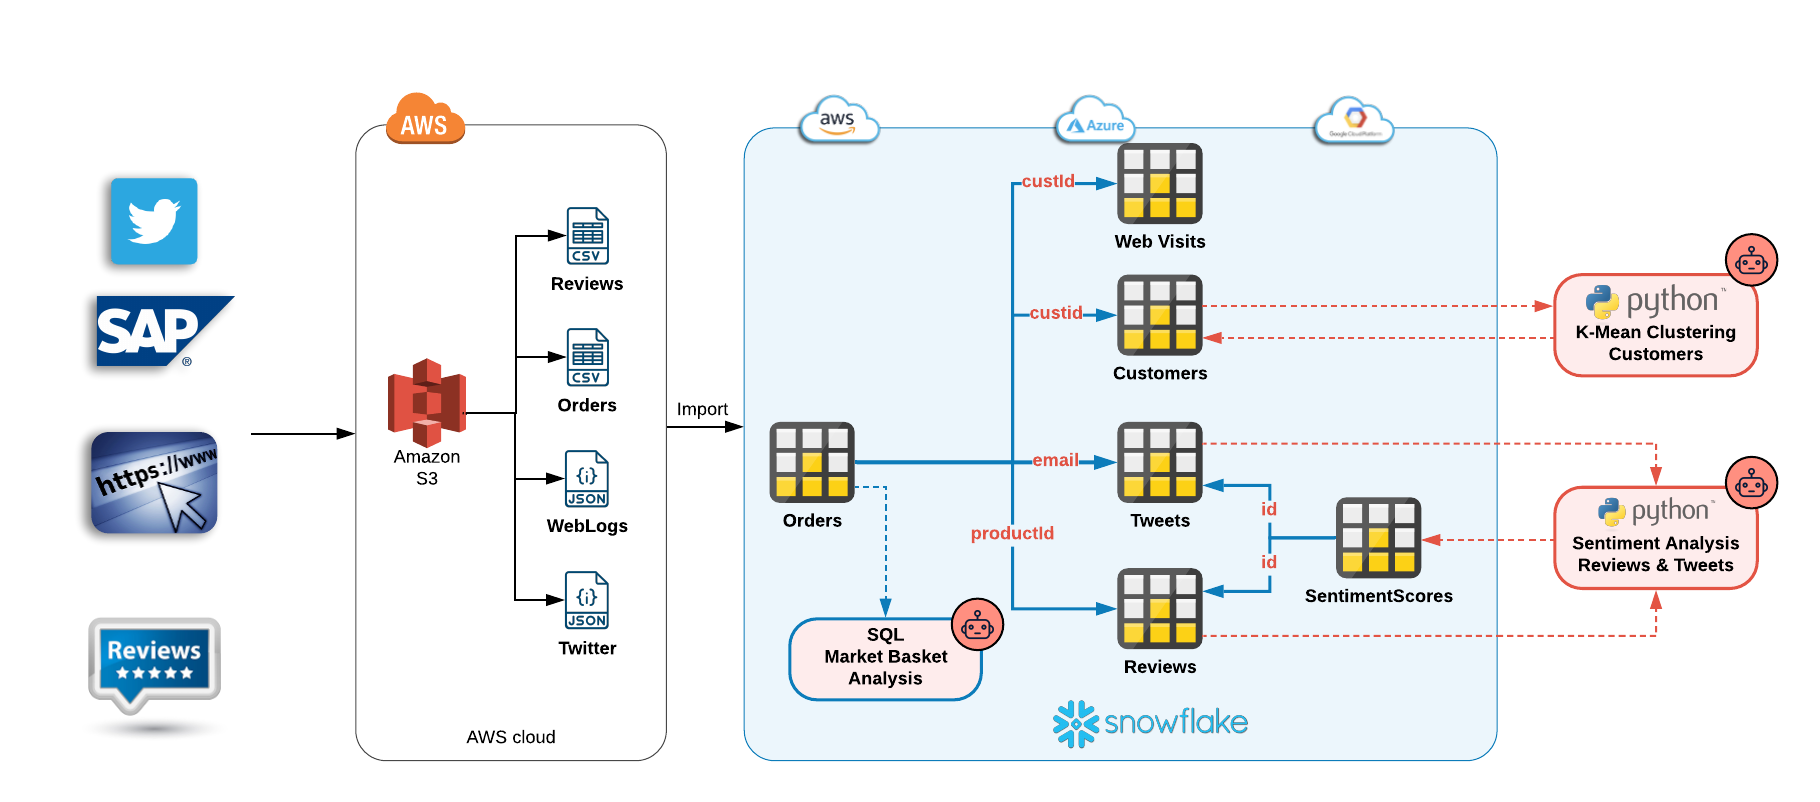 SAP
®
https://www
Reviews
AWS
Amazon
S3
CSV
Reviews
CSV
Orders
{i}
JSON
WebLogs
{i}
JSON
Twitter
AWS cloud
Import
aws
Azure
Google Cloud Platform
custId
Web Visits
custid
Customers
Orders
email
Tweets
productId
id
id
SentimentScores
Reviews
SQL
Market Basket
Analysis
snowflake
python™
K-Mean Clustering
Customers
python™
Sentiment Analysis
Reviews & Tweets